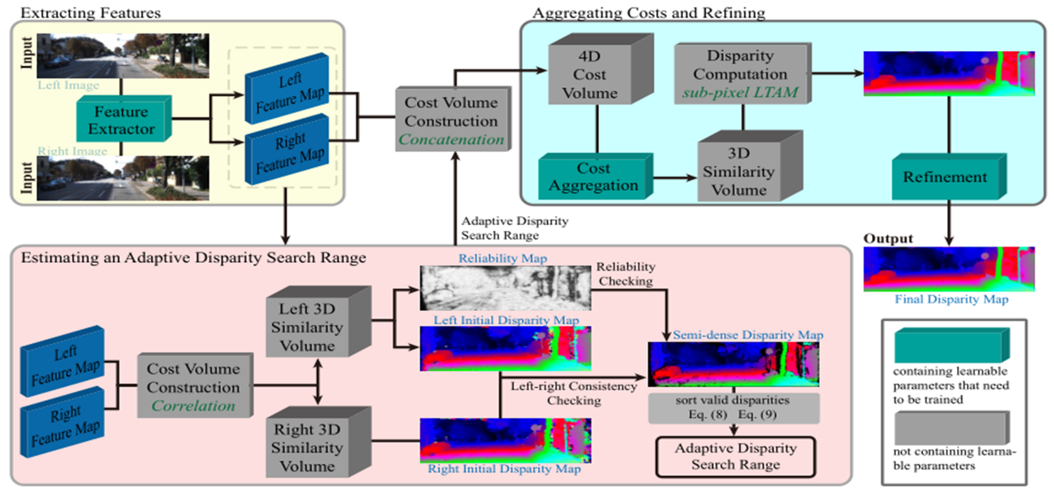 Extracting Features
Input
Left Image
Feature
Extractor
Right Image
Input
Left
Feature Map
Right
Feature Map
Cost Volume
Construction
Concatenation
Aggregating Costs and Refining
4D
Cost
Volume
Cost
Aggregation
Disparity
Computation
sub-pixel LTAM
3D
Similarity
Volume
Refinement
Adaptive Disparity
Search Range
Output
Final Disparity Map
Estimating an Adaptive Disparity Search Range
Left
Feature Map
Right
Feature Map
Cost Volume
Construction
Correlation
Left 3D
Similarity
Volume
Right 3D
Similarity
Volume
Reliability Map
Left Initial Disparity Map
Right Initial Disparity Map
Reliability
Checking
Left-right Consistency
Checking
Semi-dense Disparity Map
sort valid disparities
Eq. (8) Eq. (9)
Adaptive Disparity
Search Range
containing learnable
parameters that need
to be trained
not containing learna-
ble parameters